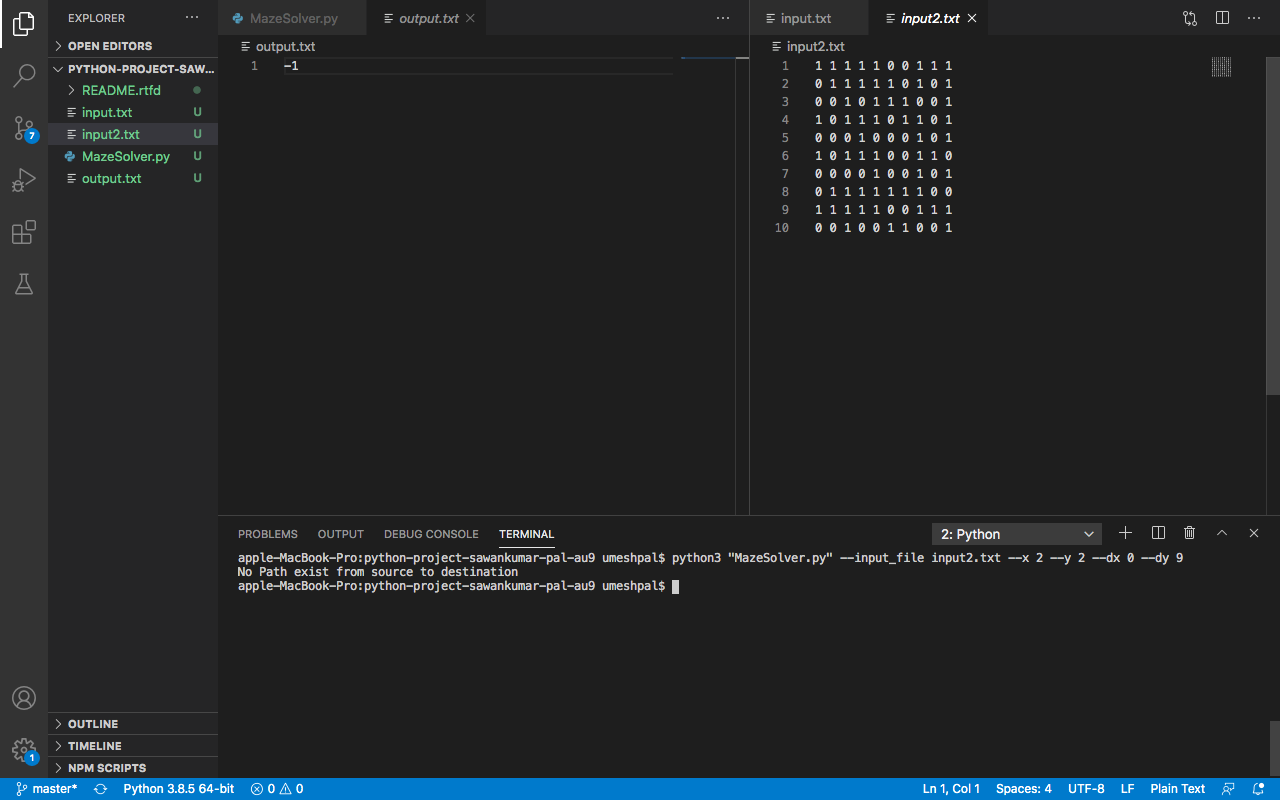 EXPLORER
OPEN EDITORS
PYTHON-PROJECT-SAW...
README.rtfd
input.txt U
input2.txt U
MazeSolver.py U
output.txt U
7
OUTLINE
TIMELINE
NPM SCRIPTS
1
MazeSolver.py
output.txt
output.txt
1 -1
input.txt
input2.txt
input2.txt
1 1 1 1 1 1 0 0 1 1 1
2 0 1 1 1 1 1 1 0 1 0 1
3 0 0 1 0 1 1 1 0 0 1
4 1 0 1 1 1 0 1 1 0 1
5 0 0 0 1 0 0 0 1 0 1
6 1 0 1 1 1 0 0 1 1 0
7 0 0 0 0 1 0 0 1 0 1
8 0 1 1 1 1 1 1 1 0 0
9 1 1 1 1 1 0 0 1 1 1
10 0 0 1 0 0 1 1 0 0 1
PROBLEMS OUTPUT DEBUG CONSOLE TERMINAL
2: Python
apple-MacBook-Pro:python-project-sawankumar-pal-au9 umeshpal$ python3 "MazeSolver.py" --input_file input2.txt --x 2 --y 2 --dx 0 --dy 9
No Path exist from source to destination
apple-MacBook-Pro:python-project-sawankumar-pal-au9 umeshpal$
master* Python 3.8.5 64-bit 0 0 Ln 1, Col 1 Spaces: 4 UTF-8 LF Plain Text